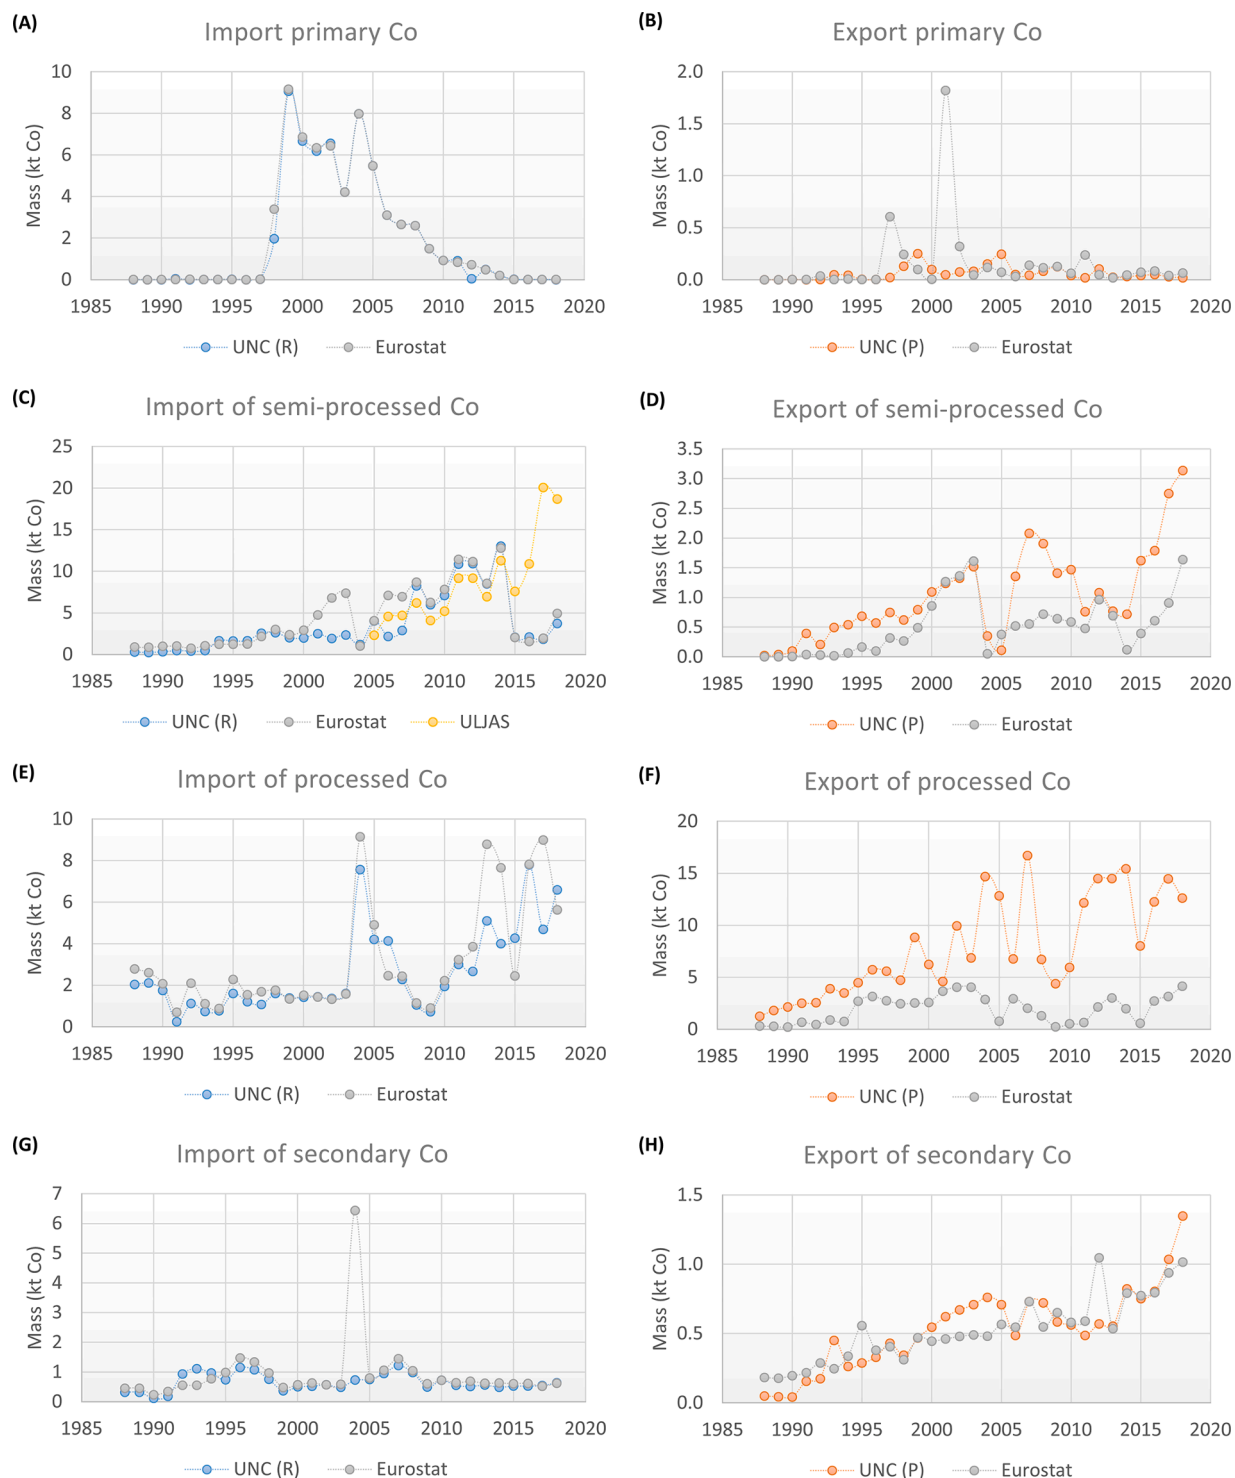 (A)
Import primary Co
Mass (kt Co)
10
8
6
4
2
0
1985 1990 1995 2000 2005 2010 2015 2020
UNC (R) Eurostat
(B)
Export primary Co
Mass (kt Co)
2.0
1.5
1.0
0.5
0.0
1985 1990 1995 2000 2005 2010 2015 2020
UNC (P) Eurostat
(C)
Import of semi-processed Co
Mass (kt Co)
25
20
15
10
5
0
1985 1990 1995 2000 2005 2010 2015 2020
UNC (R) Eurostat ULJAS
(D)
Export of semi-processed Co
Mass (kt Co)
3.5
3.0
2.5
2.0
1.5
1.0
0.5
0.0
1985 1990 1995 2000 2005 2010 2015 2020
UNC (P) Eurostat
(E)
Import of processed Co
Mass (kt Co)
10
8
6
4
2
0
1985 1990 1995 2000 2005 2010 2015 2020
UNC (R) Eurostat
(F)
Export of processed Co
Mass (kt Co)
20
15
10
5
0
1985 1990 1995 2000 2005 2010 2015 2020
UNC (P) Eurostat
(G)
Import of secondary Co
Mass (kt Co)
7
6
5
4
3
2
1
0
1985 1990 1995 2000 2005 2010 2015 2020
UNC (R) Eurostat
(H)
Export of secondary Co
Mass (kt Co)
1.5
1.0
0.5
0.0
1985 1990 1995 2000 2005 2010 2015 2020
UNC (P) Eurostat